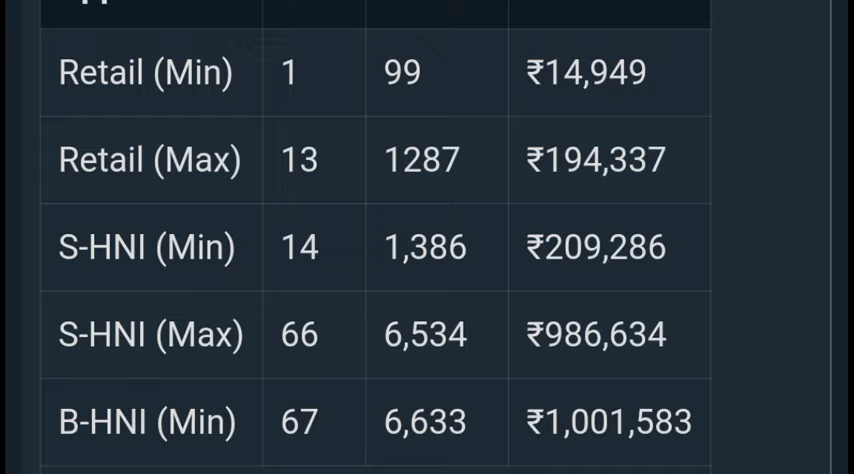 Retail (Min) 1 99 ₹14,949
Retail (Max) 13 1287 ₹194,337
S-HNI (Min) 14 1,386 ₹209,286
S-HNI (Max) 66 6,534 ₹986,634
B-HNI (Min) 67 6,633 ₹1,001,583